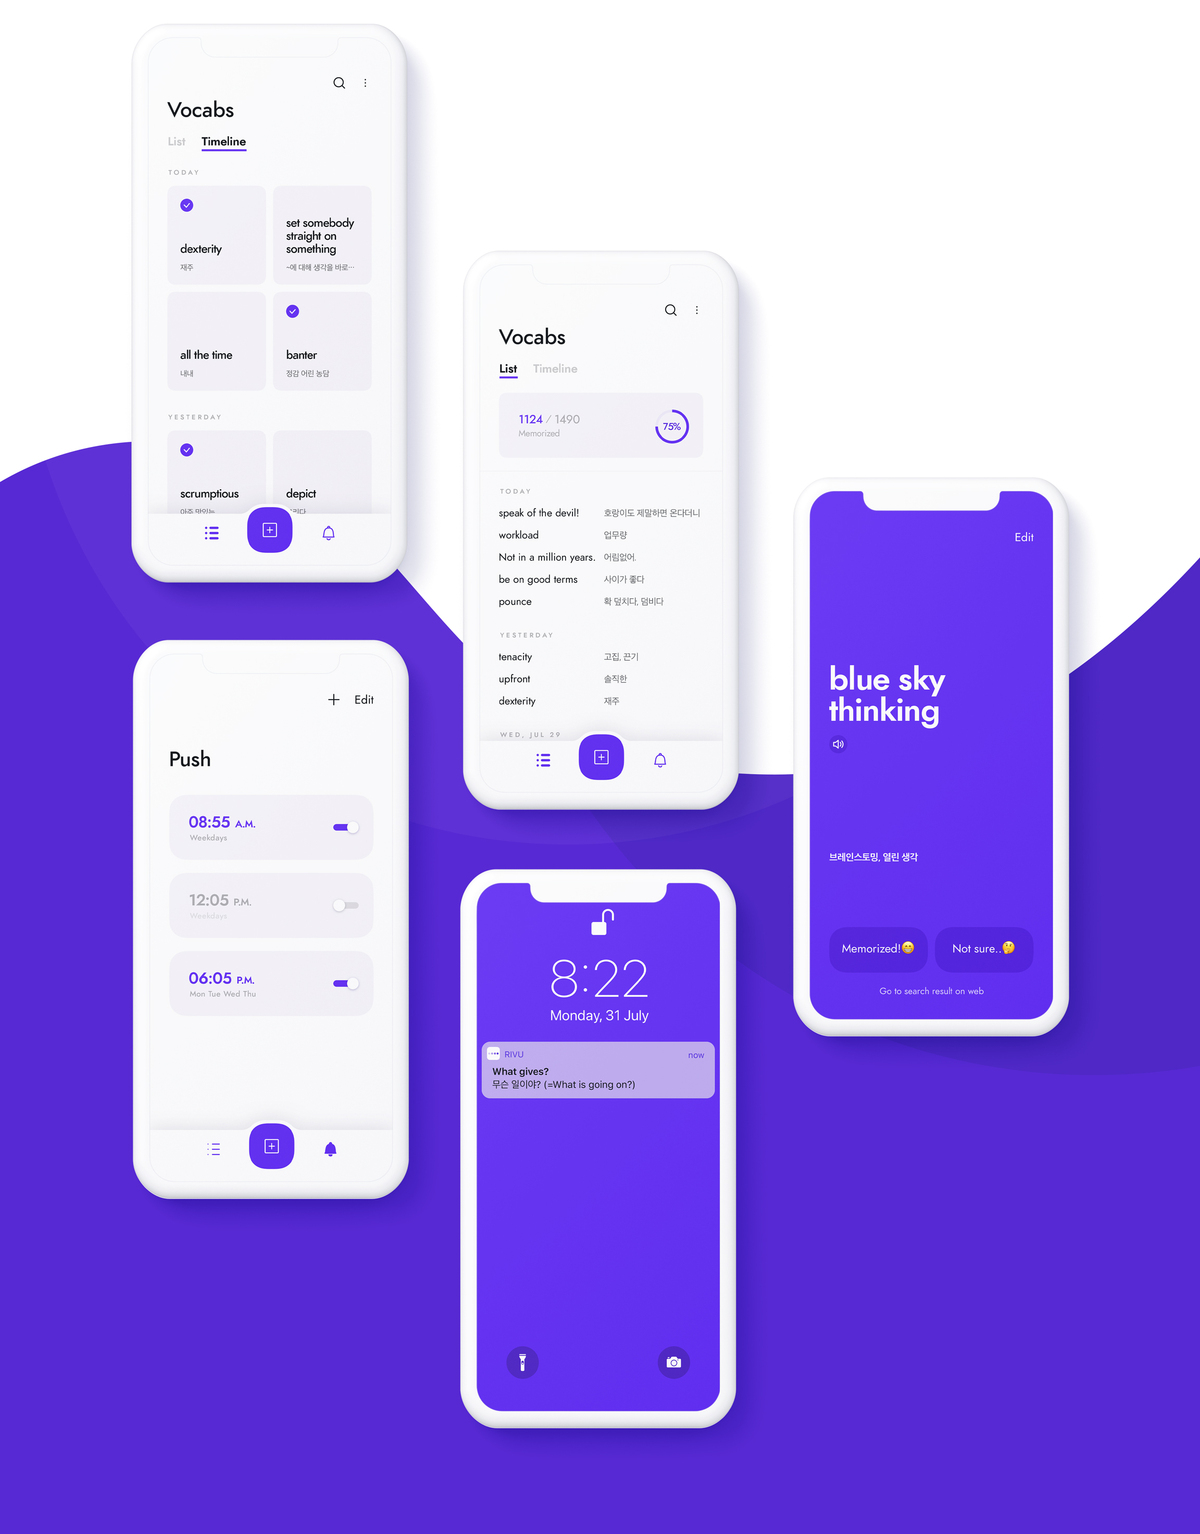 Vocabs
List Timeline
TODAY
dexterity
재주
set somebody
straight on
something
~에 대해 생각을 바로…
all the time
내내
banter
정감 어린 농담
YESTERDAY
scrumptious
depict
Vocabs
List Timeline
1124 / 1490
Memorized
75%
TODAY
speak of the devil! 호랑이도 제말하면 온다더니
workload 업무량
Not in a million years. 어림없어.
be on good terms 사이가 좋다
pounce 확 덮치다, 덤비다
YESTERDAY
tenacity 고집, 끈기
upfront 솔직한
dexterity 재주
WED, JUL 29
Edit
blue sky
thinking
브레인스토밍, 열린 생각
Memorized!😁 Not sure..🤔
Go to search result on web
Edit
Push
08:55 A.M.
Weekdays
12:05 P.M.
Weekdays
06:05 P.M.
Mon Tue Wed Thu
8:22
Monday, 31 July
RIVU now
What gives?
무슨 일이야? (=What is going on?)